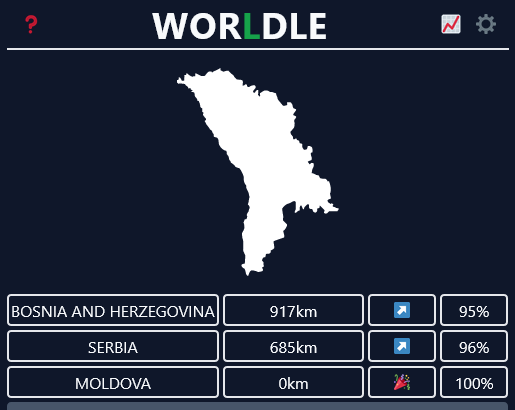 ?
WORLDLE
BOSNIA AND HERZEGOVINA 917km ↗ 95%
SERBIA 685km ↗ 96%
MOLDOVA 0km 🎉 100%